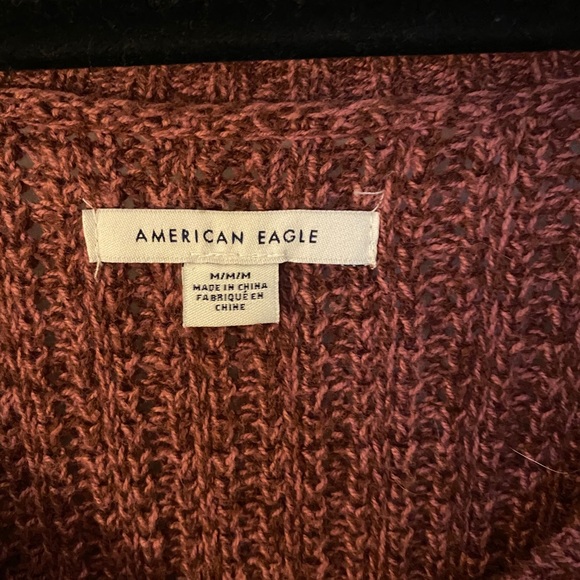 AMERICAN EAGLE
M/M/M
MADE IN CHINA
FABRIQUÉ EN
CHINE